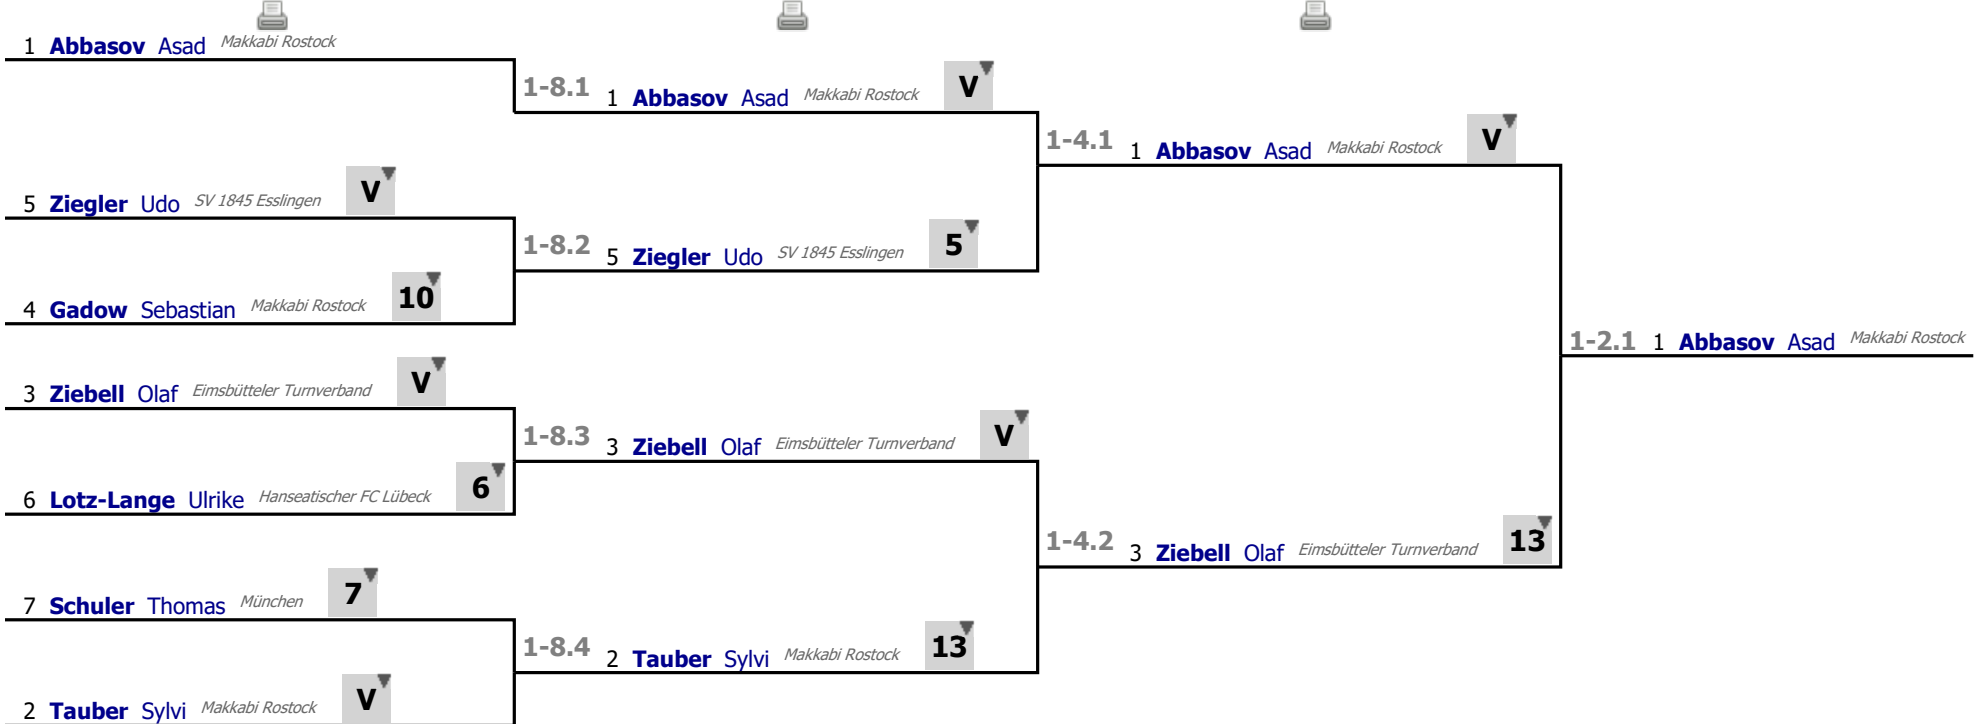 1 Abbasov Asad Makkabi Rostock
1-8.1 1 Abbasov Asad Makkabi Rostock V
1-4.1 1 Abbasov Asad Makkabi Rostock V
5 Ziegler Udo SV 1845 Esslingen V
1-8.2 5 Ziegler Udo SV 1845 Esslingen 5
4 Gadow Sebastian Makkabi Rostock 10
1-2.1 1 Abbasov Asad Makkabi Rostock
3 Ziebell Olaf Eimsbütteler Turnverband V
1-8.3 3 Ziebell Olaf Eimsbütteler Turnverband V
6 Lotz-Lange Ulrike Hanseatischer FC Lübeck 6
1-4.2 3 Ziebell Olaf Eimsbütteler Turnverband 13
7 Schuler Thomas München 7
1-8.4 2 Tauber Sylvi Makkabi Rostock 13
2 Tauber Sylvi Makkabi Rostock V